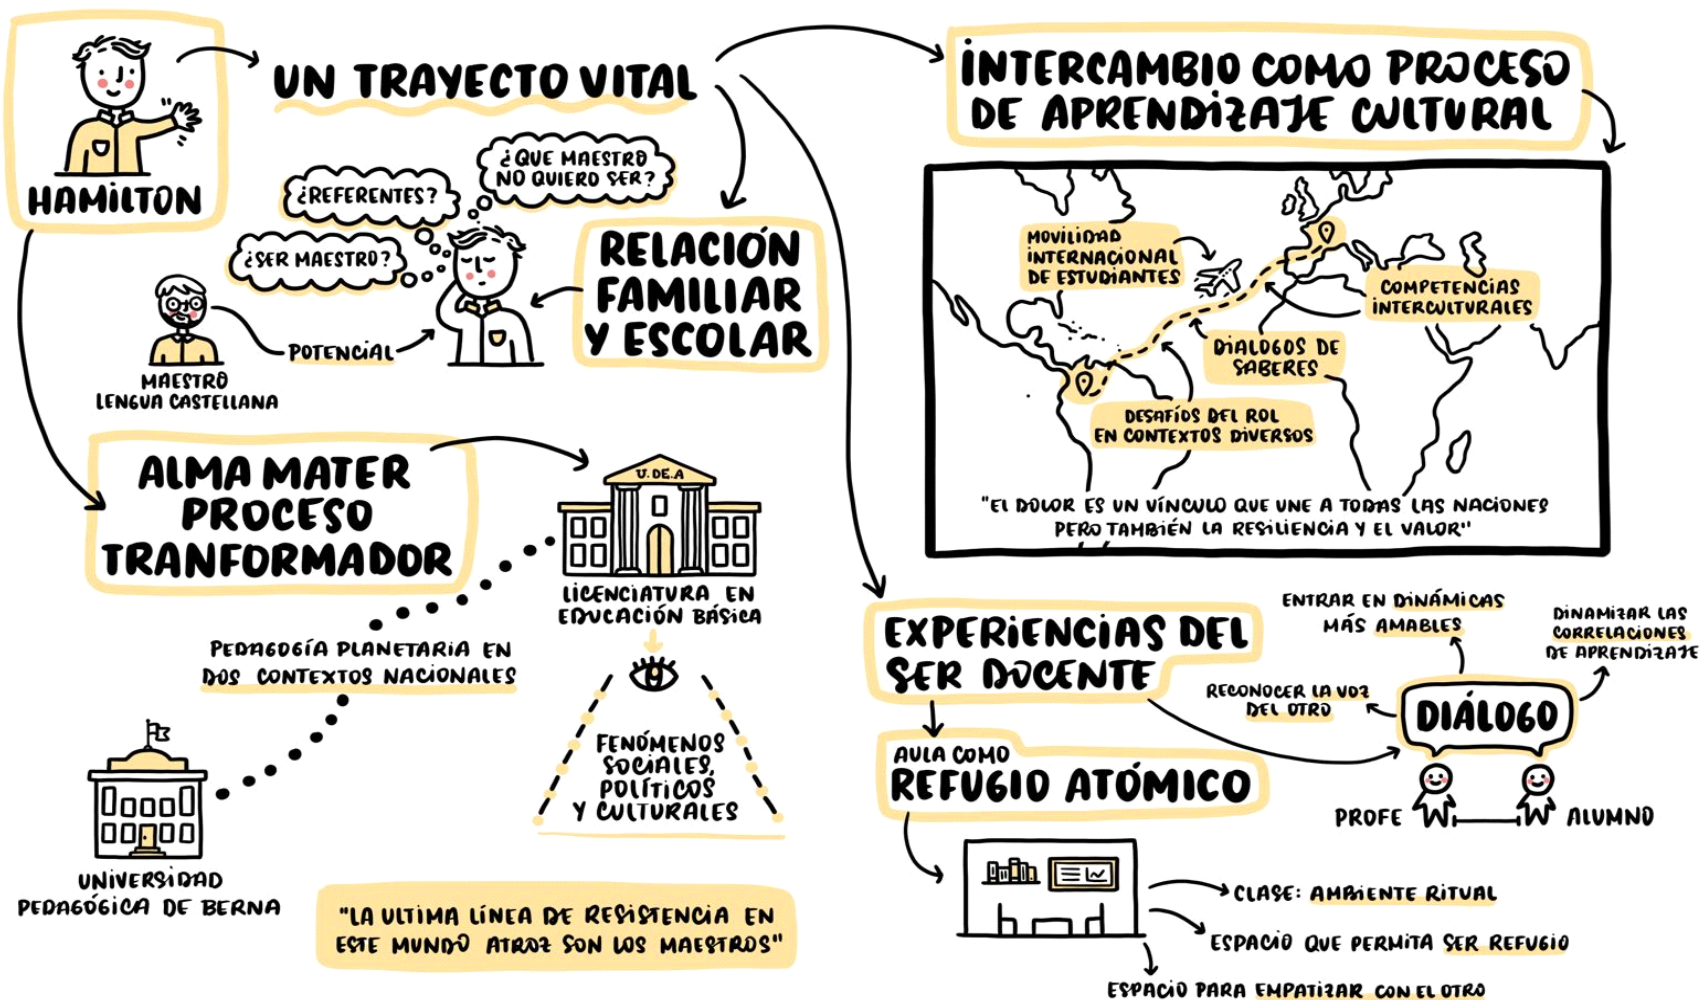 HAMILTON
UN TRAYECTO VITAL
¿QUE MAESTRO
NO QUIERO SER?
¿REFERENTES?
¿SER MAESTRO?
RELACIÓN
FAMILIAR
Y ESCOLAR
POTENCIAL
MAESTRO
LENGUA CASTELLANA
ALMA MATER
PROCESO
TRANFORMADOR
U. DE.A
LICENCIATURA EN
EDUCACIÓN BÁSICA
PEDAGOGÍA PLANETARIA EN
DOS CONTEXTOS NACIONALES
FENÓMENOS
SOCIALES,
POLÍTICOS
Y CULTURALES
UNIVERSIDAD
PEDAGÓGICA DE BERNA
"LA ULTIMA LÍNEA DE RESISTENCIA EN
ESTE MUNDO ATROZ SON LOS MAESTROS"
INTERCAMBIO COMO PROCESO
DE APRENDIZAJE CULTURAL
MOVILIDAD
INTERNACIONAL
DE ESTUDIANTES
COMPETENCIAS
INTERCULTURALES
DIALOGOS DE
SABERES
DESAFÍOS DEL ROL
EN CONTEXTOS DIVERSOS
"EL DOLOR ES UN VÍNCULO QUE UNE A TODAS LAS NACIONES
PERO TAMBIÉN LA RESILIENCIA Y EL VALOR"
EXPERIENCIAS DEL
SER DOCENTE
ENTRAR EN DINÁMICAS
MÁS AMABLES
DINAMIZAR LAS
CORRELACIONES
DE APRENDIZAJE
RECONOCER LA VOZ
DEL OTRO
DIÁLOGO
PROFE
ALUMNO
AULA COMO
REFUGIO ATÓMICO
CLASE: AMBIENTE RITUAL
ESPACIO QUE PERMITA SER REFUGIO
ESPACIO PARA EMPATIZAR CON EL OTRO